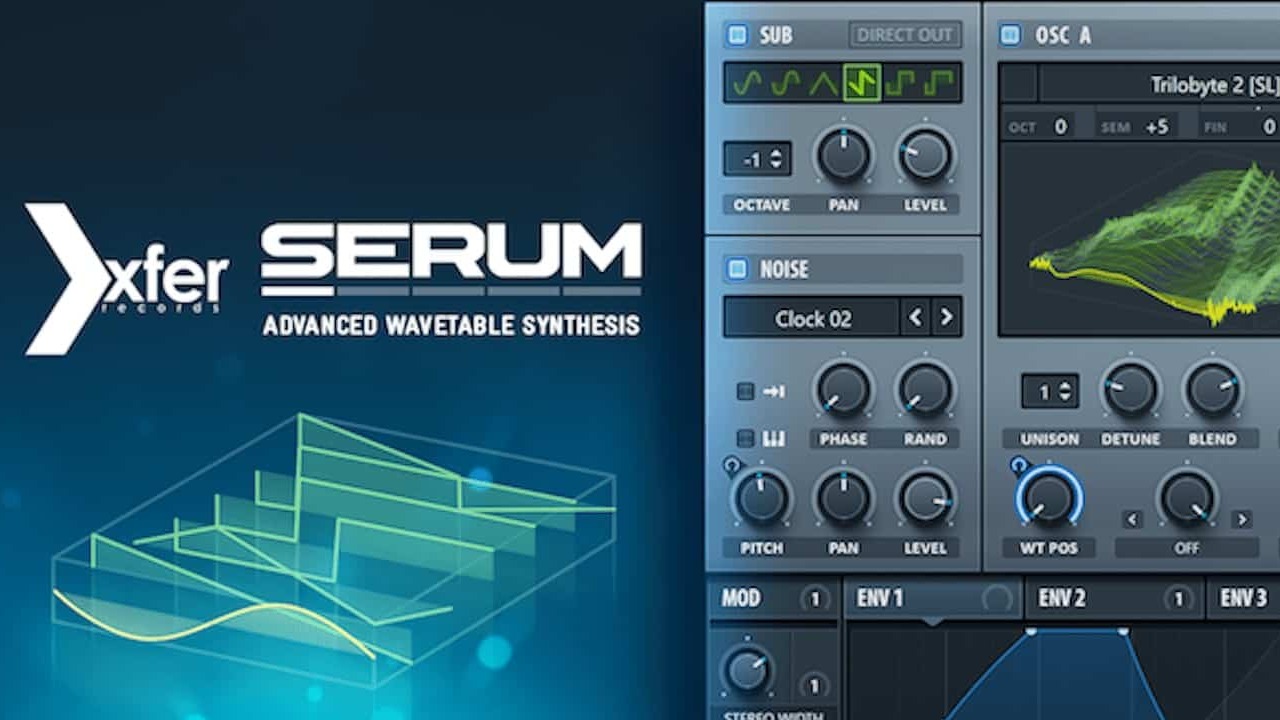 xfer
records
SERUM
ADVANCED WAVETABLE SYNTHESIS
SUB
DIRECT OUT
-1
OCTAVE
PAN
LEVEL
NOISE
Clock 02
PHASE
RAND
PITCH
PAN
LEVEL
OSC A
Trilobyte 2 [SL]
OCT 0 SEM +5 FIN 0
1
UNISON
DETUNE
BLEND
WT POS
OFF
MOD 1
ENV 1
ENV 2 1
ENV 3
1
STEREO WIDTH